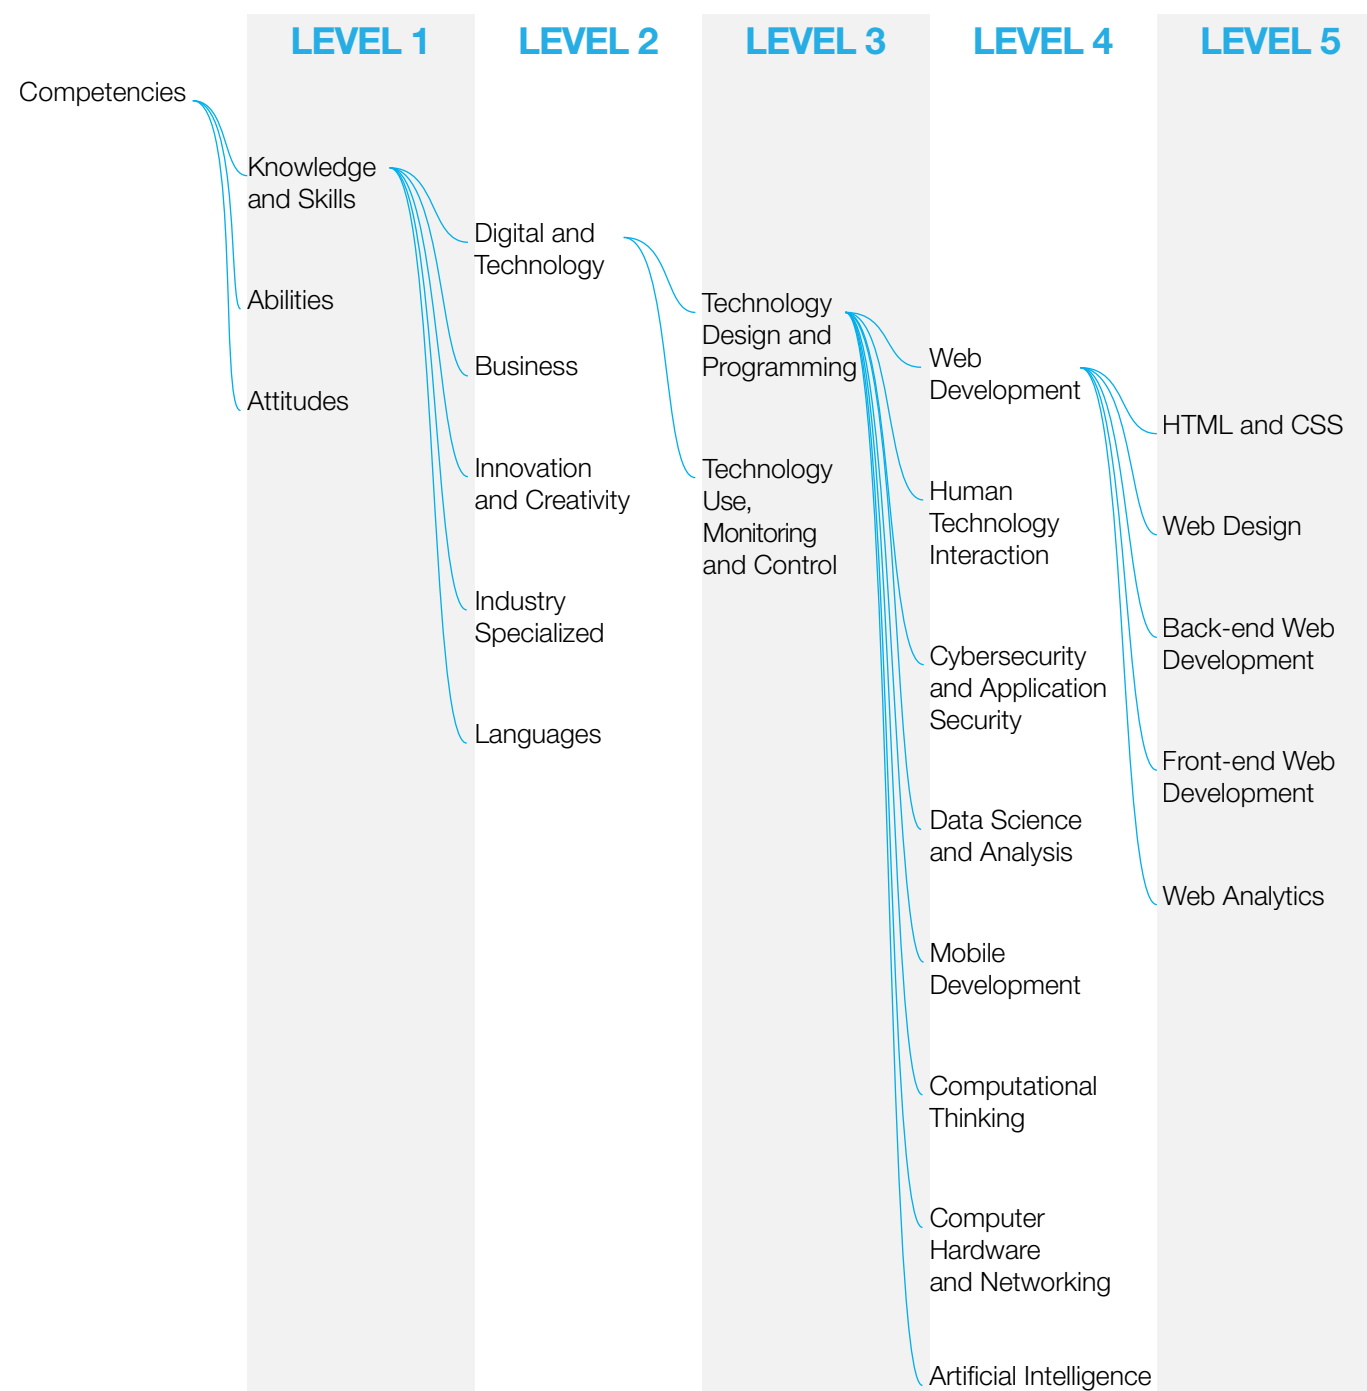 LEVEL 1
LEVEL 2
LEVEL 3
LEVEL 4
LEVEL 5
Competencies
Knowledge
and Skills
Abilities
Attitudes
Digital and
Technology
Business
Innovation
and Creativity
Industry
Specialized
Languages
Technology
Design and
Programming
Technology
Use,
Monitoring
and Control
Web
Development
Human
Technology
Interaction
Cybersecurity
and Application
Security
Data Science
and Analysis
Mobile
Development
Computational
Thinking
Computer
Hardware
and Networking
Artificial Intelligence
HTML and CSS
Web Design
Back-end Web
Development
Front-end Web
Development
Web Analytics